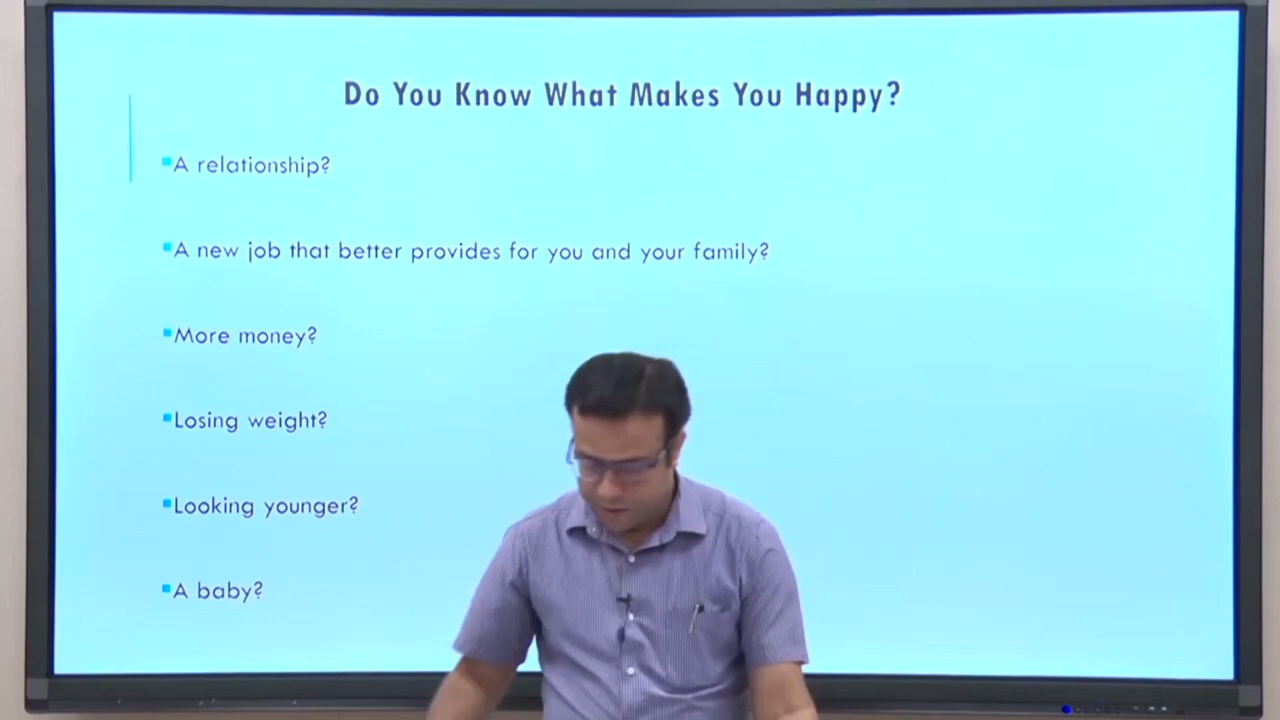 Do You Know What Makes You Happy?
A relationship?
A new job that better provides for you and your family?
More money?
Losing weight?
Looking younger?
A baby?